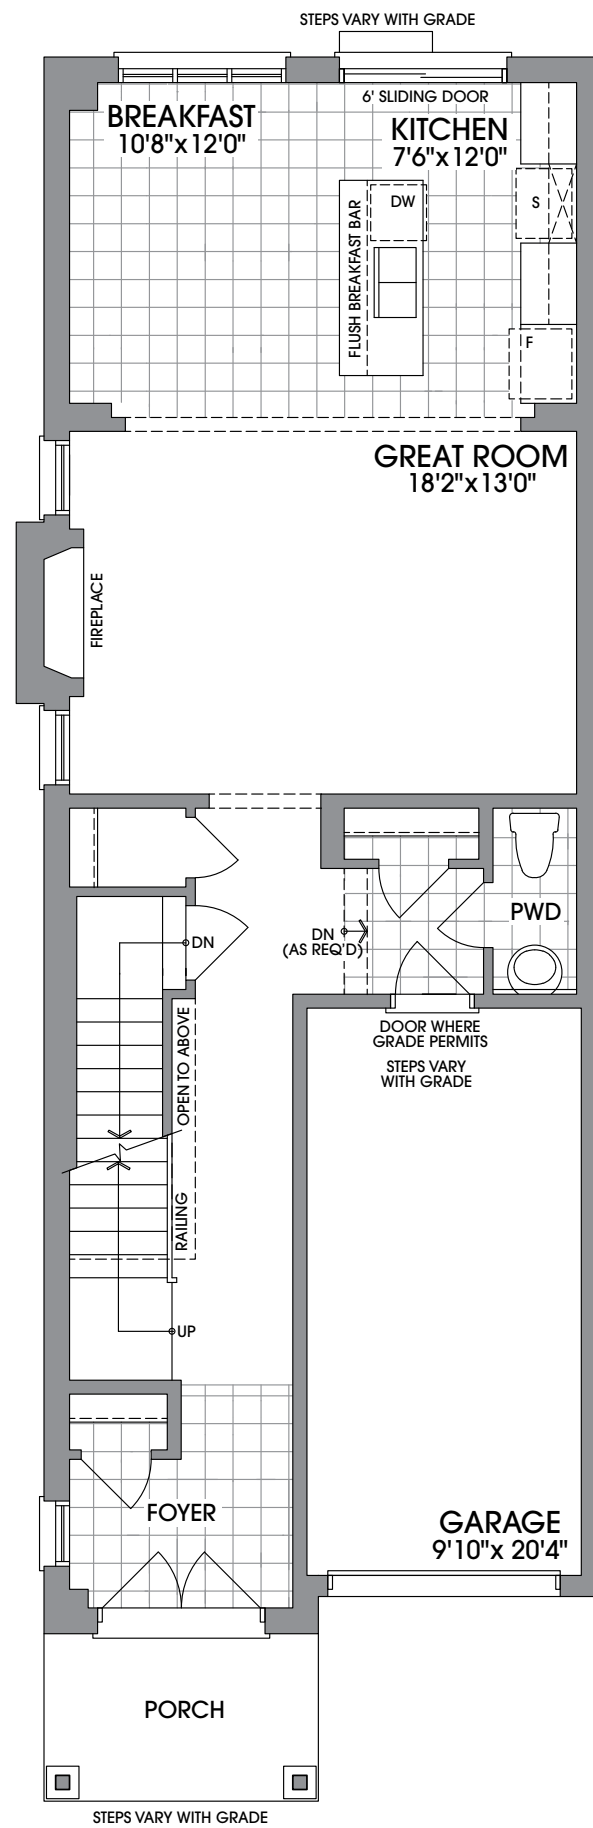 STEPS VARY WITH GRADE
6' SLIDING DOOR
BREAKFAST
10'8"x12'0"
KITCHEN
7'6"x12'0"
DW
S
FLUSH BREAKFAST BAR
F
GREAT ROOM
18'2"x13'0"
FIREPLACE
PWD
DN
DN
(AS REQ'D)
DOOR WHERE
GRADE PERMITS
STEPS VARY
WITH GRADE
OPEN TO ABOVE
RAILING
UP
FOYER
GARAGE
9'10"x 20'4"
PORCH
STEPS VARY WITH GRADE